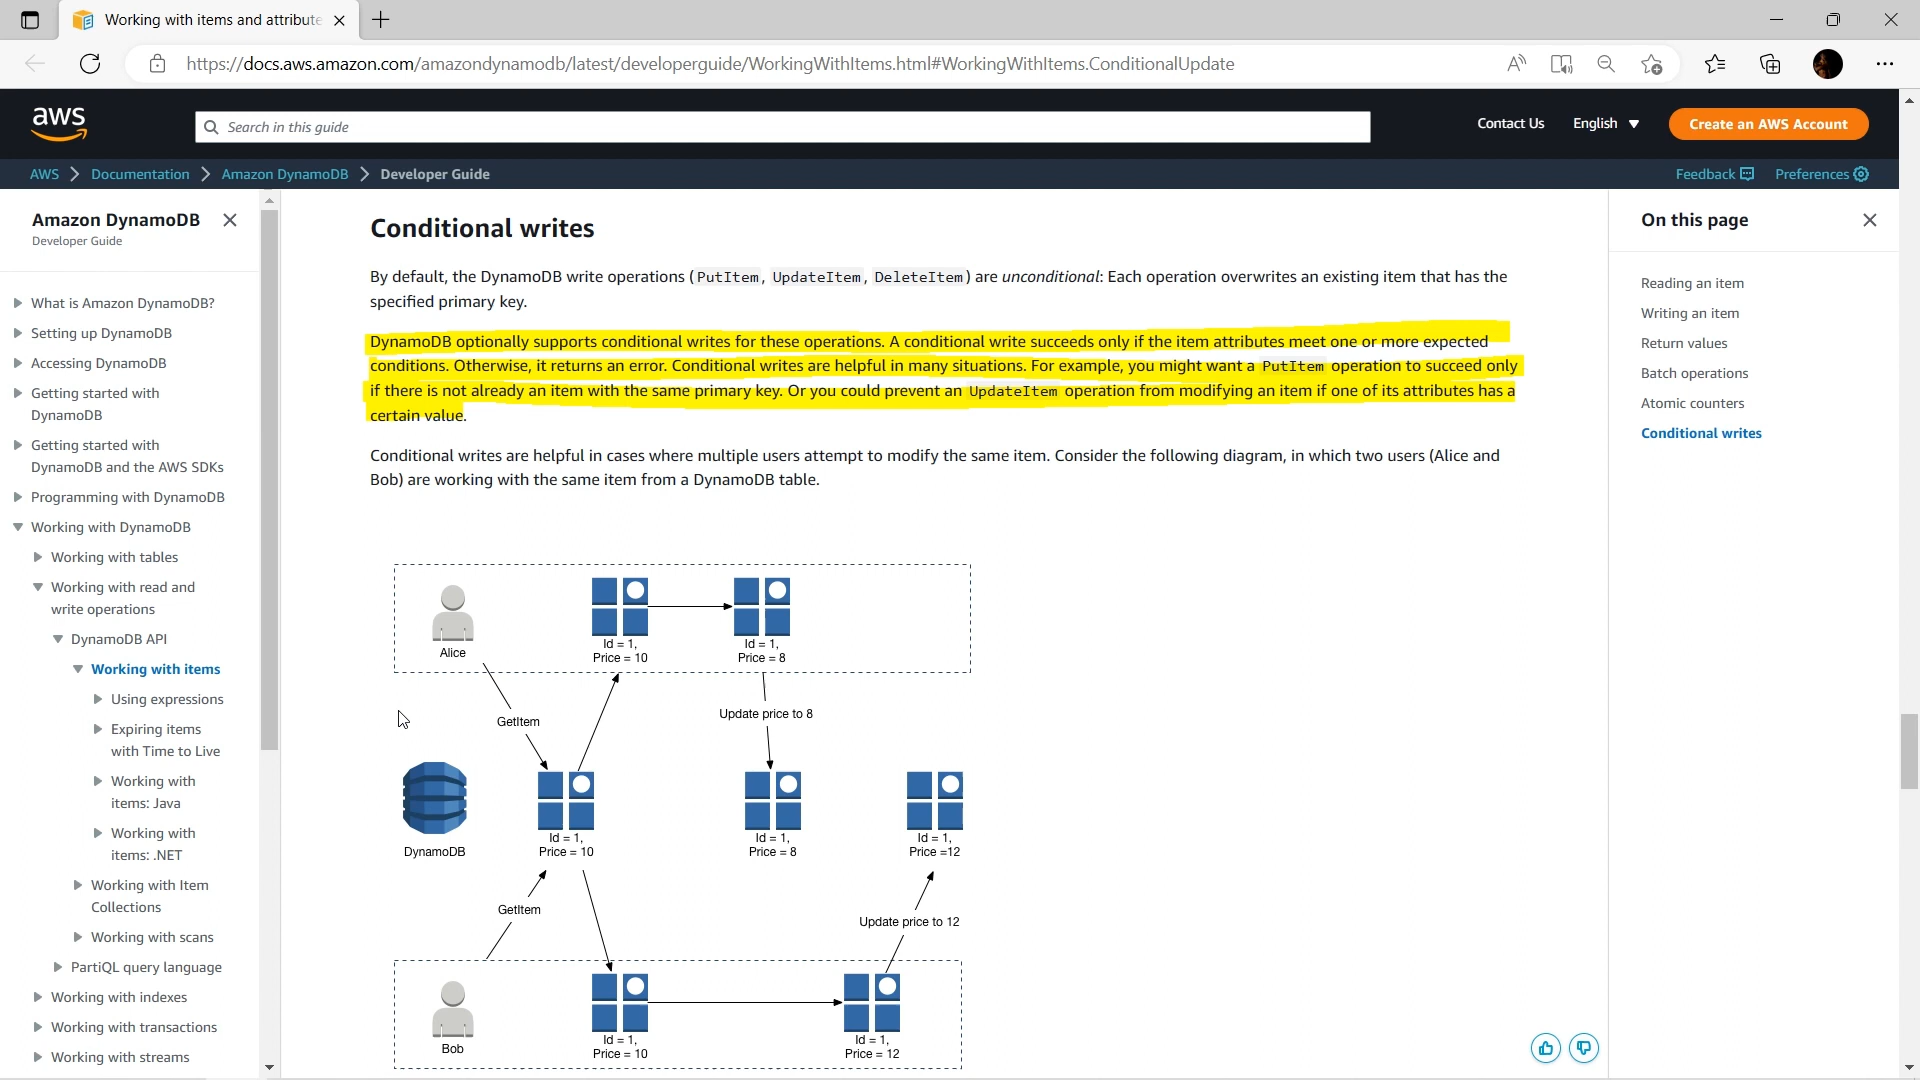 Working with items and attribute
https://docs.aws.amazon.com/amazondynamodb/latest/developerguide/WorkingWithItems.html#WorkingWithItems.ConditionalUpdate
aws
Search in this guide
Contact Us
English
Create an AWS Account
AWS
Documentation
Amazon DynamoDB
Developer Guide
Feedback
Preferences
Amazon DynamoDB
Developer Guide
What is Amazon DynamoDB?
Setting up DynamoDB
Accessing DynamoDB
Getting started with
DynamoDB
Getting started with
DynamoDB and the AWS SDKs
Programming with DynamoDB
Working with DynamoDB
Working with tables
Working with read and
write operations
DynamoDB API
Working with items
Using expressions
Expiring items
with Time to Live
Working with
items: Java
Working with
items: .NET
Working with Item
Collections
Working with scans
PartiQL query language
Working with indexes
Working with transactions
Working with streams
Conditional writes
By default, the DynamoDB write operations (PutItem, UpdateItem, DeleteItem) are unconditional: Each operation overwrites an existing item that has the
specified primary key.
DynamoDB optionally supports conditional writes for these operations. A conditional write succeeds only if the item attributes meet one or more expected
conditions. Otherwise, it returns an error. Conditional writes are helpful in many situations. For example, you might want a PutItem operation to succeed only
if there is not already an item with the same primary key. Or you could prevent an UpdateItem operation from modifying an item if one of its attributes has a
certain value.
Conditional writes are helpful in cases where multiple users attempt to modify the same item. Consider the following diagram, in which two users (Alice and
Bob) are working with the same item from a DynamoDB table.
Alice
Id = 1,
Price = 10
Id = 1,
Price = 8
GetItem
Update price to 8
DynamoDB
Id = 1,
Price = 10
Id = 1,
Price = 8
Id = 1,
Price =12
GetItem
Update price to 12
Bob
Id = 1,
Price = 10
Id = 1,
Price = 12
On this page
Reading an item
Writing an item
Return values
Batch operations
Atomic counters
Conditional writes